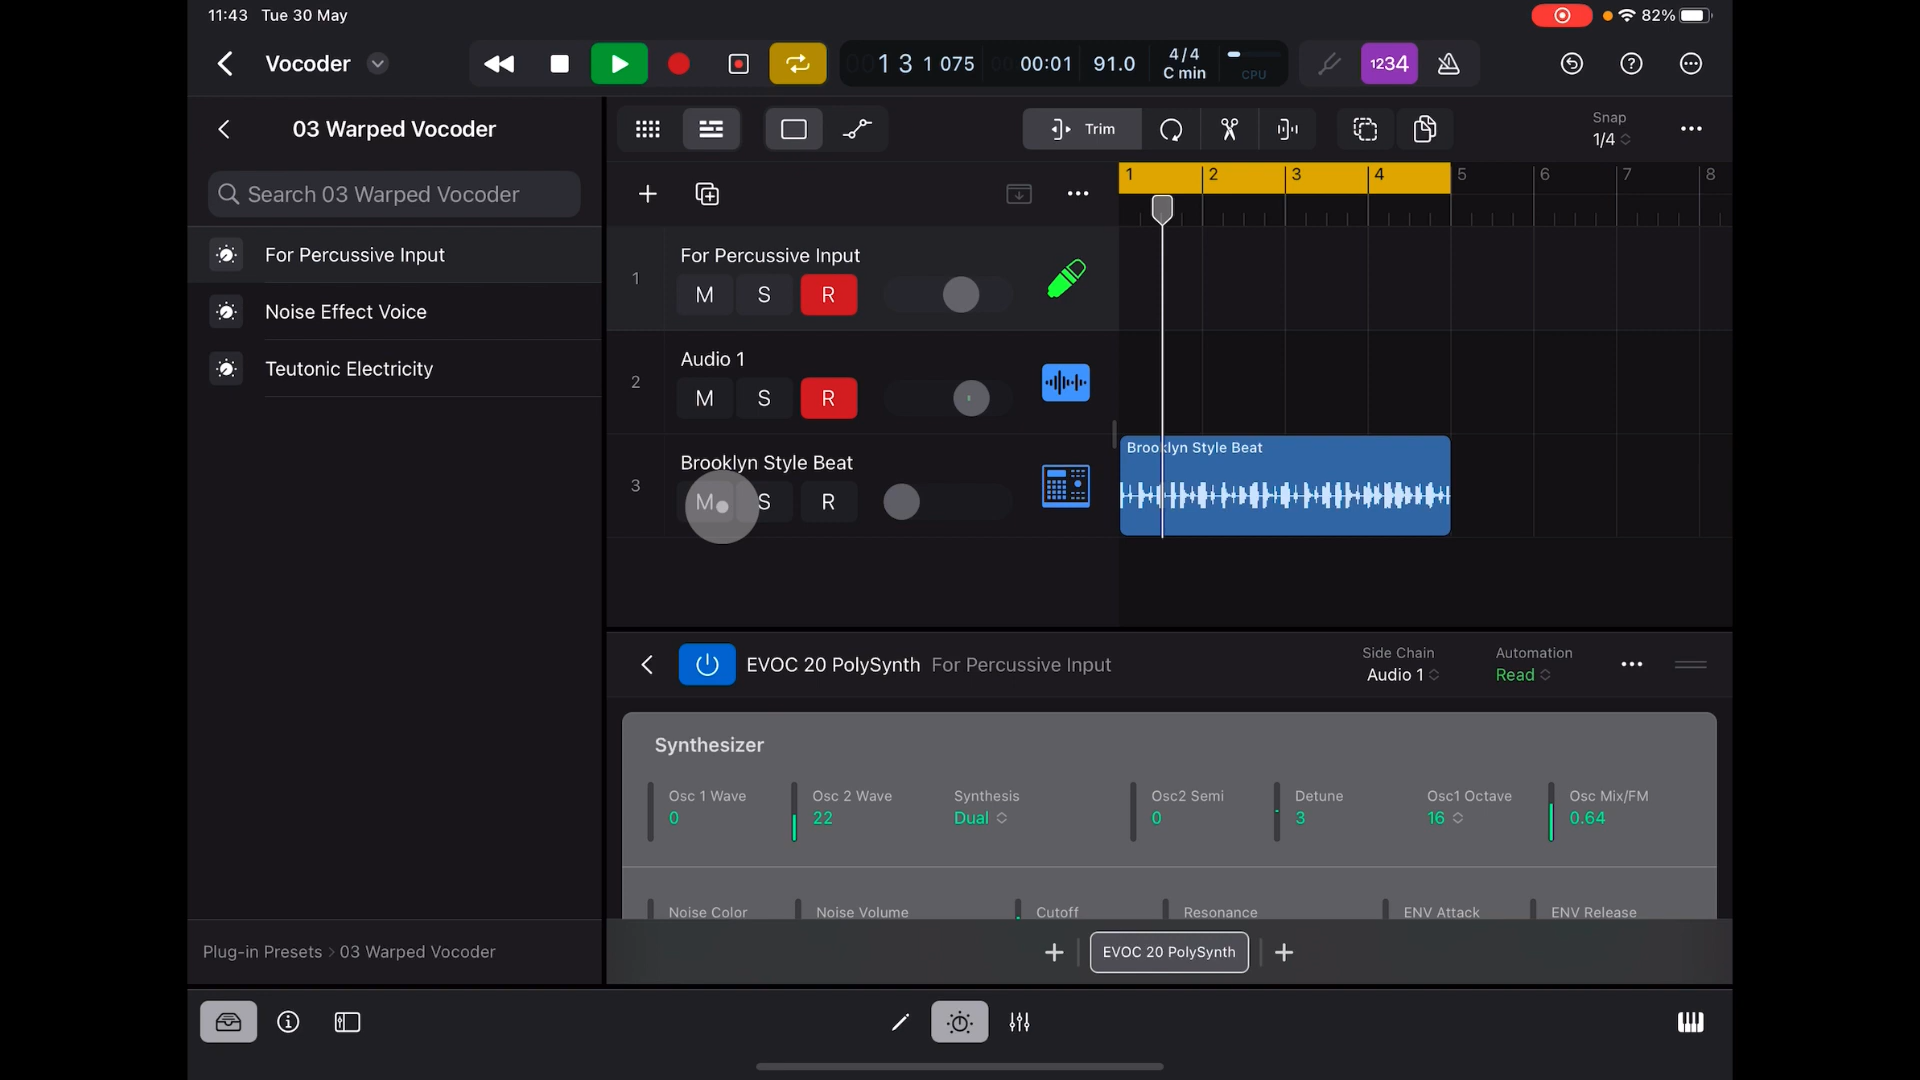 11:43 Tue 30 May
82%
Vocoder
1 3 1 075
00:01
91.0
4/4
C min
CPU
1234
03 Warped Vocoder
Search 03 Warped Vocoder
For Percussive Input
Noise Effect Voice
Teutonic Electricity
Plug-in Presets › 03 Warped Vocoder
Trim
Snap
1/4
1 2 3 4 5 6 7 8
1
For Percussive Input
M S R
2
Audio 1
M S R
3
Brooklyn Style Beat
M S R
Brooklyn Style Beat
EVOC 20 PolySynth For Percussive Input
Side Chain
Audio 1
Automation
Read
Synthesizer
Osc 1 Wave
0
Osc 2 Wave
22
Synthesis
Dual
Osc2 Semi
0
Detune
3
Osc1 Octave
16
Osc Mix/FM
0.64
Noise Color
Noise Volume
Cutoff
Resonance
ENV Attack
ENV Release
EVOC 20 PolySynth